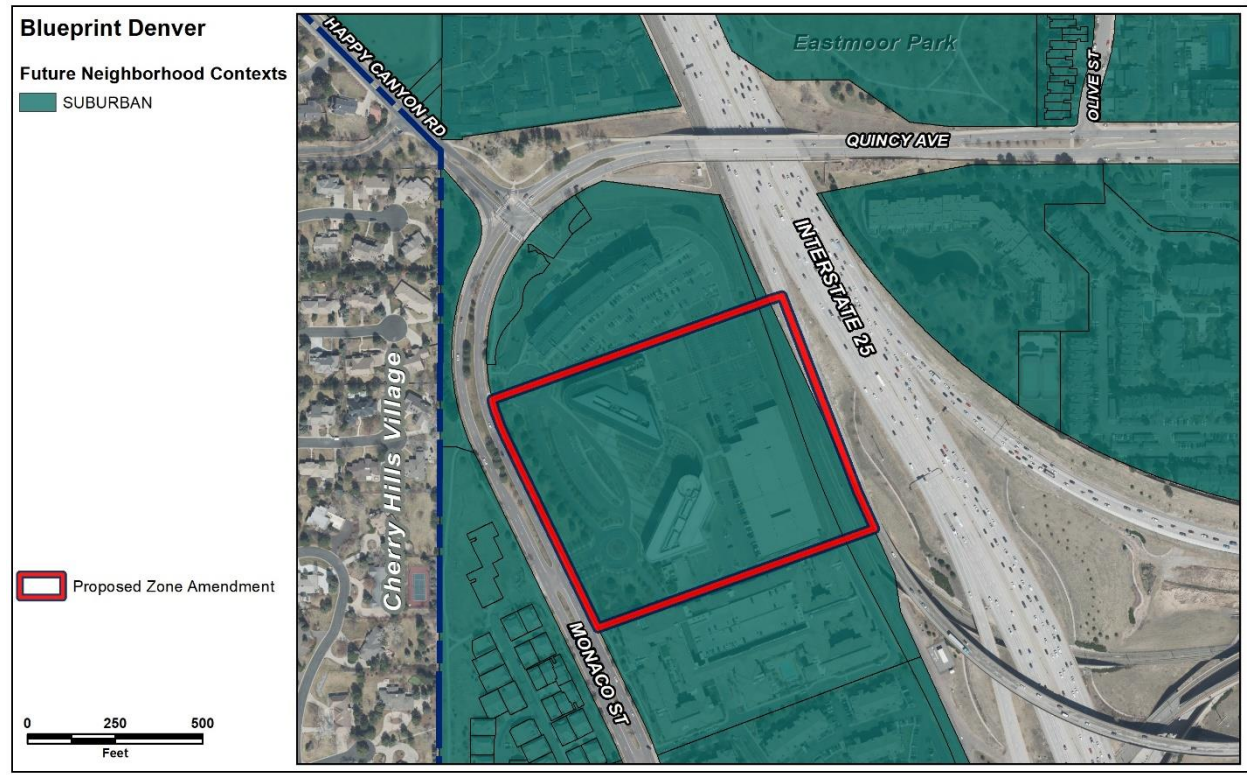 Blueprint Denver
Future Neighborhood Contexts
SUBURBAN
Proposed Zone Amendment
0 250 500
Feet
HAPPY CANYON RD
Eastmoor Park
OLIVE ST
QUINCY AVE
INTERSTATE 25
Cherry Hills Village
MONACO ST